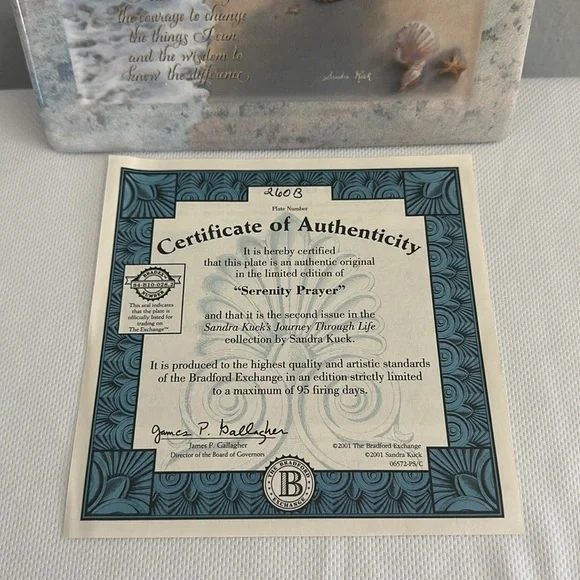 the courage to change
the things I can
and the wisdom to
know the difference.
Sandra Kuck
260B
Plate Number
Certificate of Authenticity
It is hereby certified
that this plate is an authentic original
in the limited edition of
"Serenity Prayer"
and that it is the second issue in the
Sandra Kuck's Journey Through Life
collection by Sandra Kuck.
BRADEX
84-B10-028.2
NUMBER
This seal indicates
that the plate is
officially listed for
trading on
The Exchange™
It is produced to the highest quality and artistic standards
of the Bradford Exchange in an edition strictly limited
to a maximum of 95 firing days.
James P. Gallagher
James P. Gallagher
Director of the Board of Governors
©2001 The Bradford Exchange
©2001 Sandra Kuck
06572-PS/C
THE BRADFORD
B
EXCHANGE